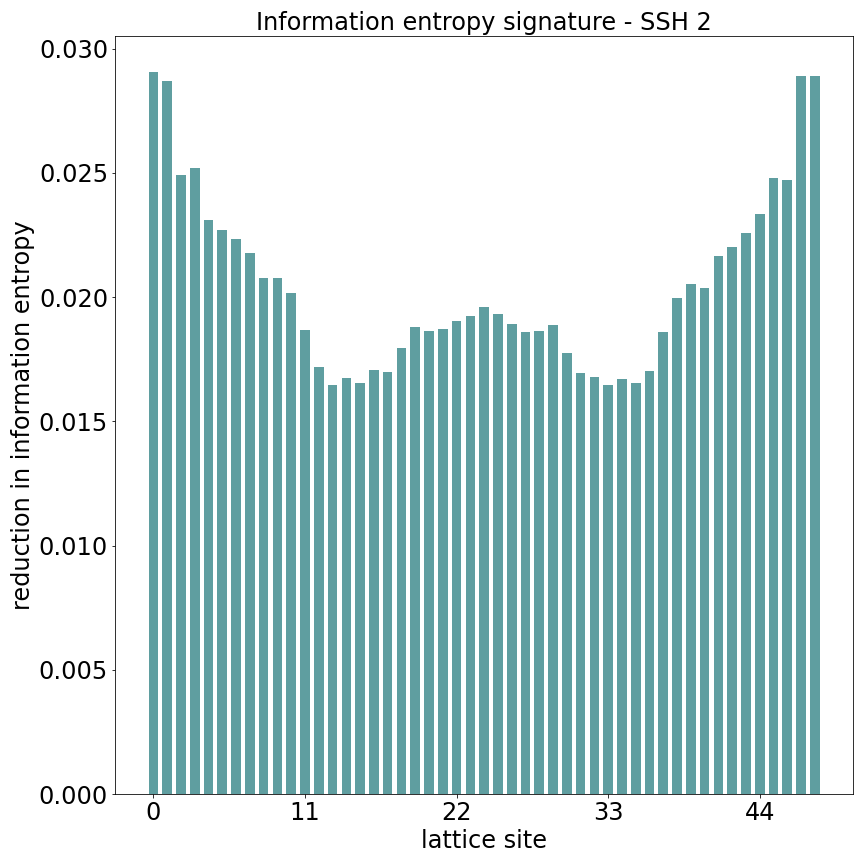 Information entropy signature - SSH 2
0.030
0.025
0.020
0.015
0.010
0.005
0.000
reduction in information entropy
0 11 22 33 44
lattice site